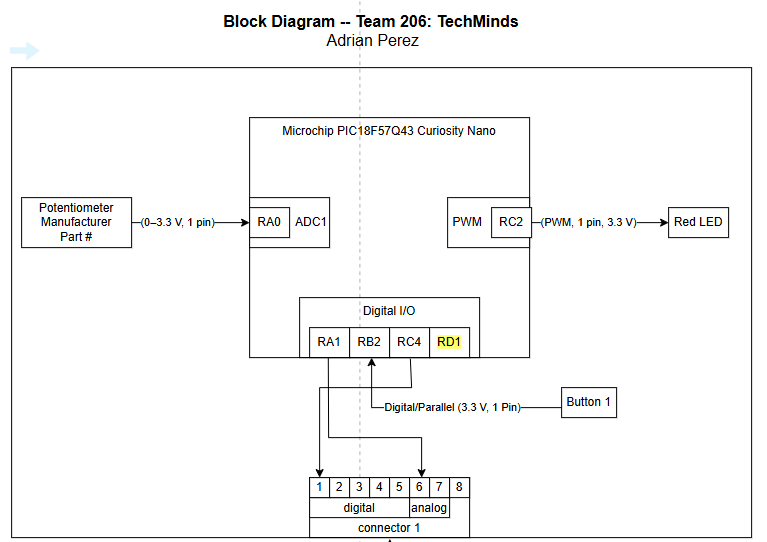 Block Diagram -- Team 206: TechMinds
Adrian Perez
Microchip PIC18F57Q43 Curiosity Nano
Potentiometer
Manufacturer
Part #
(0–3.3 V, 1 pin)
RA0
ADC1
PWM
RC2
(PWM, 1 pin, 3.3 V)
Red LED
Digital I/O
RA1
RB2
RC4
RD1
Digital/Parallel (3.3 V, 1 Pin)
Button 1
1 2 3 4 5 6 7 8
digital
analog
connector 1